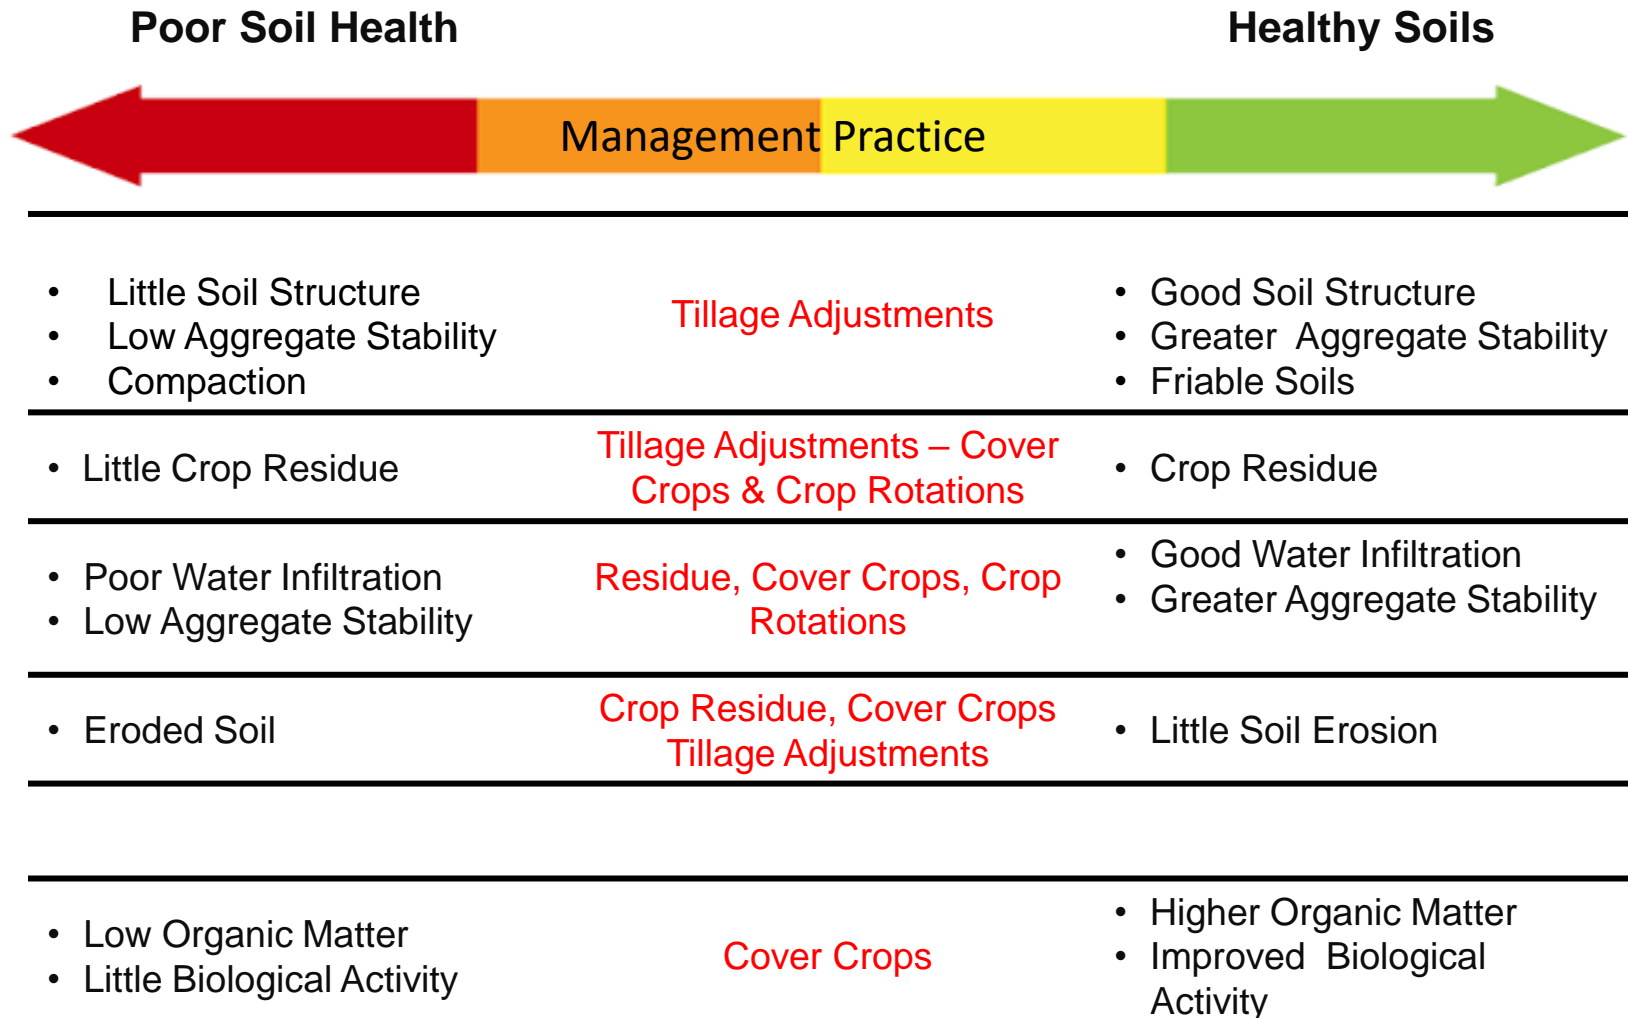 Poor Soil Health
Healthy Soils
Management Practice
• Little Soil Structure
• Low Aggregate Stability
• Compaction
Tillage Adjustments
• Good Soil Structure
• Greater  Aggregate Stability
• Friable Soils
• Little Crop Residue
Tillage Adjustments – Cover
Crops & Crop Rotations
• Crop Residue
• Poor Water Infiltration
• Low Aggregate Stability
Residue, Cover Crops, Crop
Rotations
• Good Water Infiltration
• Greater Aggregate Stability
• Eroded Soil
Crop Residue, Cover Crops
Tillage Adjustments
• Little Soil Erosion
• Low Organic Matter
• Little Biological Activity
Cover Crops
• Higher Organic Matter
• Improved  Biological
Activity